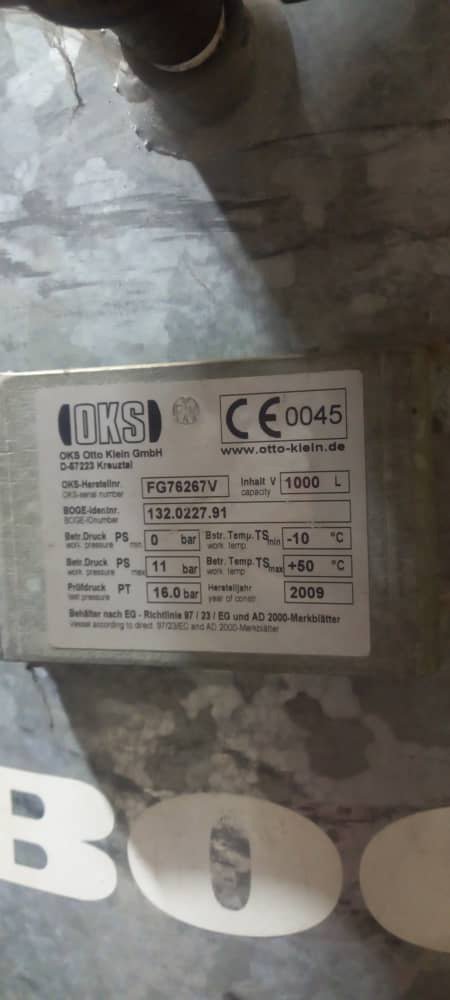 OKS
CE 0045
OKS Otto Klein GmbH
D-57223 Kreuztal
www.otto-klein.de
OKS-Herstellnr. FG76267V Inhalt V 1000 L
OKS-serial number capacity
BOGE-Identnr. 132.0227.91
BOGE-IDnumber
Betr.Druck PS min 0 bar Betr. Temp. TS min -10 °C
work. pressure work. temp.
Betr.Druck PS max 11 bar Betr. Temp. TS max +50 °C
work. pressure work. temp.
Prüfdruck PT 16.0 bar Herstelljahr 2009
test pressure year of constr.
Behälter nach EG - Richtlinie 97 / 23 / EG und AD 2000-Merkblätter
Vessel according to direct. 97/23/EC and AD 2000-Merkblätter
BO